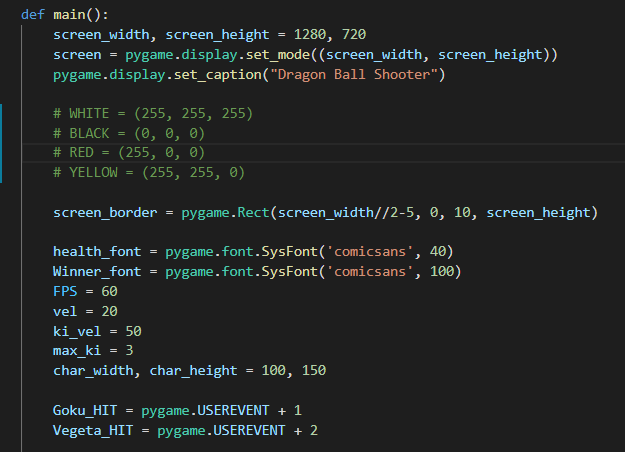 def main():
    screen_width, screen_height = 1280, 720
    screen = pygame.display.set_mode((screen_width, screen_height))
    pygame.display.set_caption("Dragon Ball Shooter")

    # WHITE = (255, 255, 255)
    # BLACK = (0, 0, 0)
    # RED = (255, 0, 0)
    # YELLOW = (255, 255, 0)

    screen_border = pygame.Rect(screen_width//2-5, 0, 10, screen_height)

    health_font = pygame.font.SysFont('comicsans', 40)
    Winner_font = pygame.font.SysFont('comicsans', 100)
    FPS = 60
    vel = 20
    ki_vel = 50
    max_ki = 3
    char_width, char_height = 100, 150

    Goku_HIT = pygame.USEREVENT + 1
    Vegeta_HIT = pygame.USEREVENT + 2